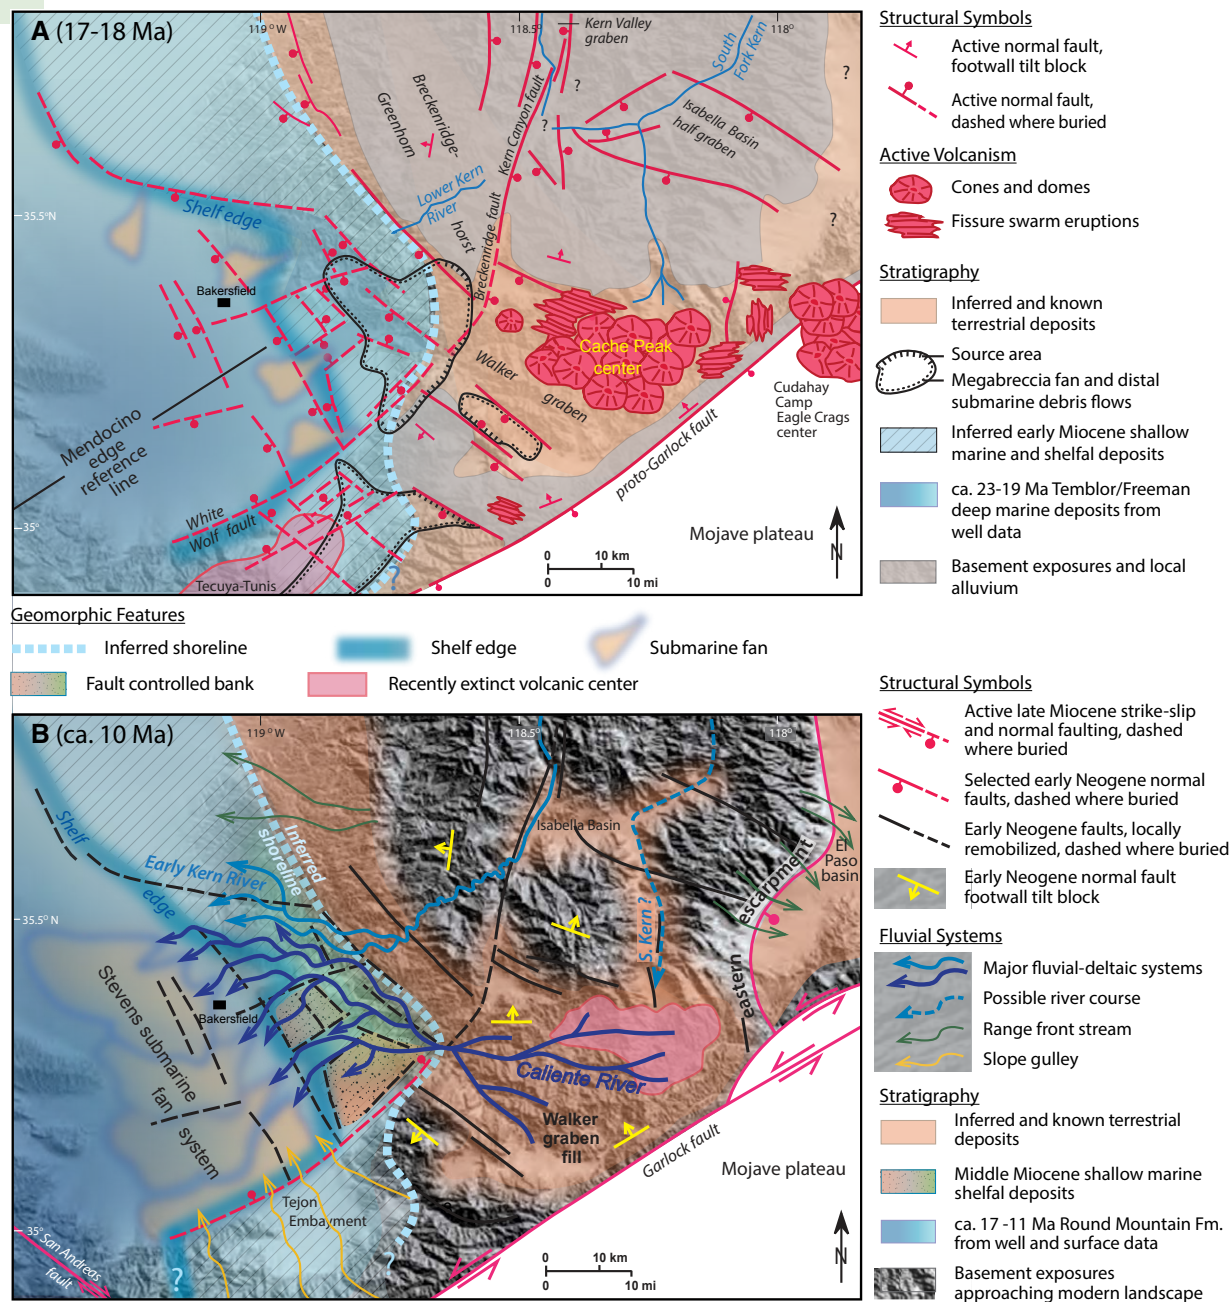 A (17-18 Ma)
119° W
118.5°
118°
Kern Valley
graben
South
Fork Kern
?
?
?
?
Breckenridge-
Greenhorn
horst
Kern Canyon fault
Isabella Basin
half graben
Lower Kern
River
Breckenridge fault
35.5°N
Shelf edge
Bakersfield
Cache Peak
center
Walker
graben
Cudahay
Camp
Eagle Crags
center
Mendocino
edge
reference
line
proto-Garlock fault
White
Wolf fault
35°
Mojave plateau
N
0 10 km
0 10 mi
Tecuya-Tunis
?
Structural Symbols
Active normal fault,
footwall tilt block
Active normal fault,
dashed where buried
Active Volcanism
Cones and domes
Fissure swarm eruptions
Stratigraphy
Inferred and known
terrestrial deposits
Source area
Megabreccia fan and distal
submarine debris flows
Inferred early Miocene shallow
marine and shelfal deposits
ca. 23-19 Ma Temblor/Freeman
deep marine deposits from
well data
Basement exposures and local
alluvium
Geomorphic Features
Inferred shoreline
Shelf edge
Submarine fan
Fault controlled bank
Recently extinct volcanic center
B (ca. 10 Ma)
119° W
118.5°
118°
Shelf
edge
Inferred
shoreline
Early Kern River
Isabella Basin
El
Paso
basin
eastern
escarpment
35.5° N
S. Kern ?
Stevens submarine
fan
system
Bakersfield
Caliente River
Walker
graben
fill
Garlock fault
Mojave plateau
Tejon
Embayment
35°
San Andreas
fault
?
?
0 10 km
0 10 mi
N
Structural Symbols
Active late Miocene strike-slip
and normal faulting, dashed
where buried
Selected early Neogene normal
faults, dashed where buried
Early Neogene faults, locally
remobilized, dashed where buried
Early Neogene normal fault
footwall tilt block
Fluvial Systems
Major fluvial-deltaic systems
Possible river course
Range front stream
Slope gulley
Stratigraphy
Inferred and known terrestrial
deposits
Middle Miocene shallow marine
shelfal deposits
ca. 17 -11 Ma Round Mountain Fm.
from well and surface data
Basement exposures
approaching modern landscape